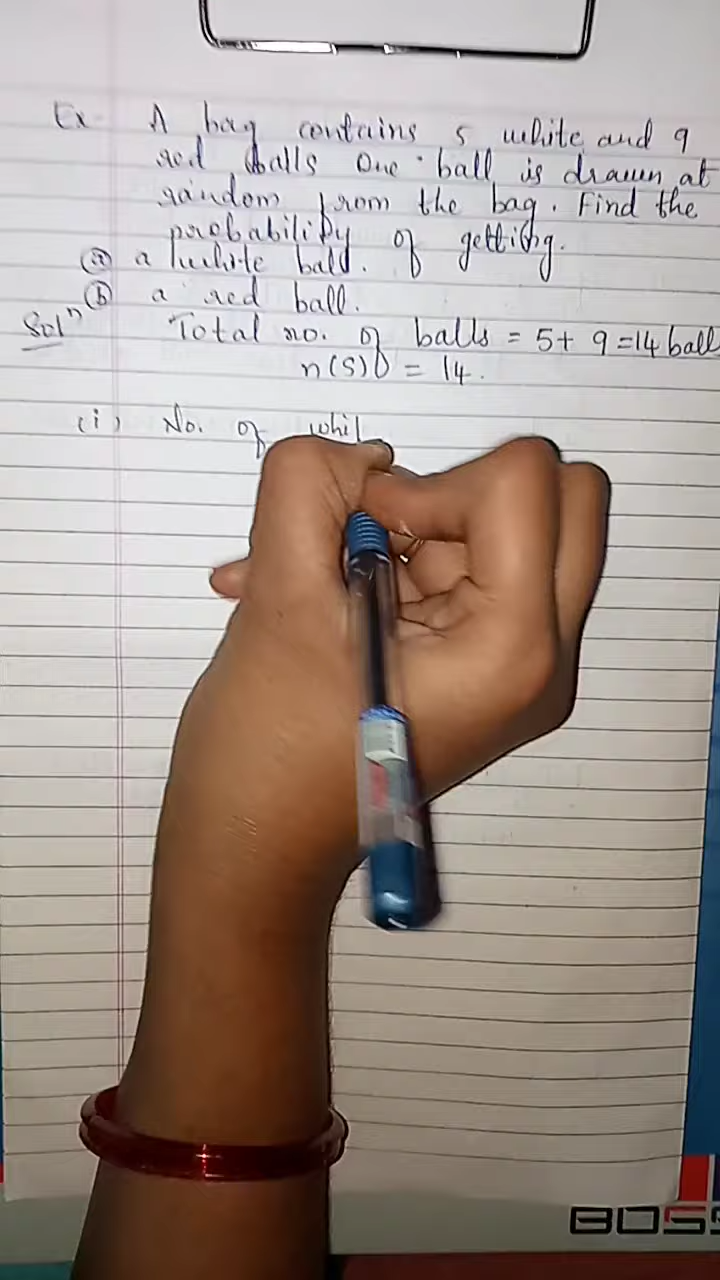 Ex A bag contains 5 white and 9
red balls One ball is drawn at
random from the bag. Find the
probability of getting.
(a) a white ball.
(b) a red ball.
Solⁿ Total no. of balls = 5+ 9 =14 ball
n(S) = 14.
(i) No. of whit
BOSS